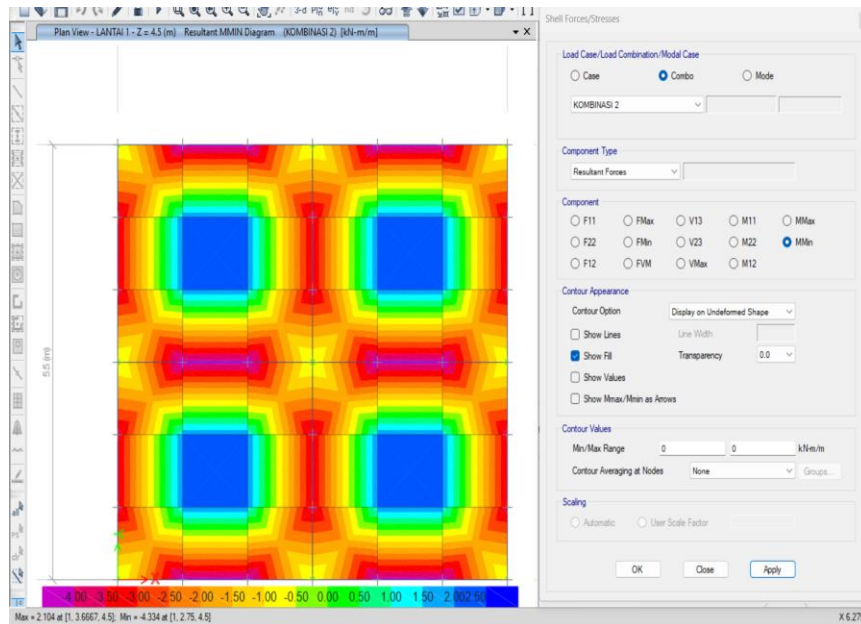 Plan View - LANTAI 1 - Z = 4.5 (m) Resultant MMIN Diagram (KOMBINASI 2) [kN-m/m]
5.5 (m)
X
-4.00 -3.50 -3.00 -2.50 -2.00 -1.50 -1.00 -0.50 0.00 0.50 1.00 1.50 2.00 2.50
Max = 2.104 at [1, 3.6667, 4.5]; Min = -4.334 at [1, 2.75, 4.5]
Shell Forces/Stresses
Load Case/Load Combination/Modal Case
Case Combo Mode
KOMBINASI 2
Component Type
Resultant Forces
Component
F11 FMax V13 M11 MMax
F22 FMin V23 M22 MMin
F12 FVM VMax M12
Contour Appearance
Contour Option Display on Undeformed Shape
Show Lines Line Width
Show Fill Transparency 0.0
Show Values
Show Mmax/Mmin as Arrows
Contour Values
Min/Max Range 0 0 kN-m/m
Contour Averaging at Nodes None Groups...
Scaling
Automatic User Scale Factor
OK Close Apply
X 6.27